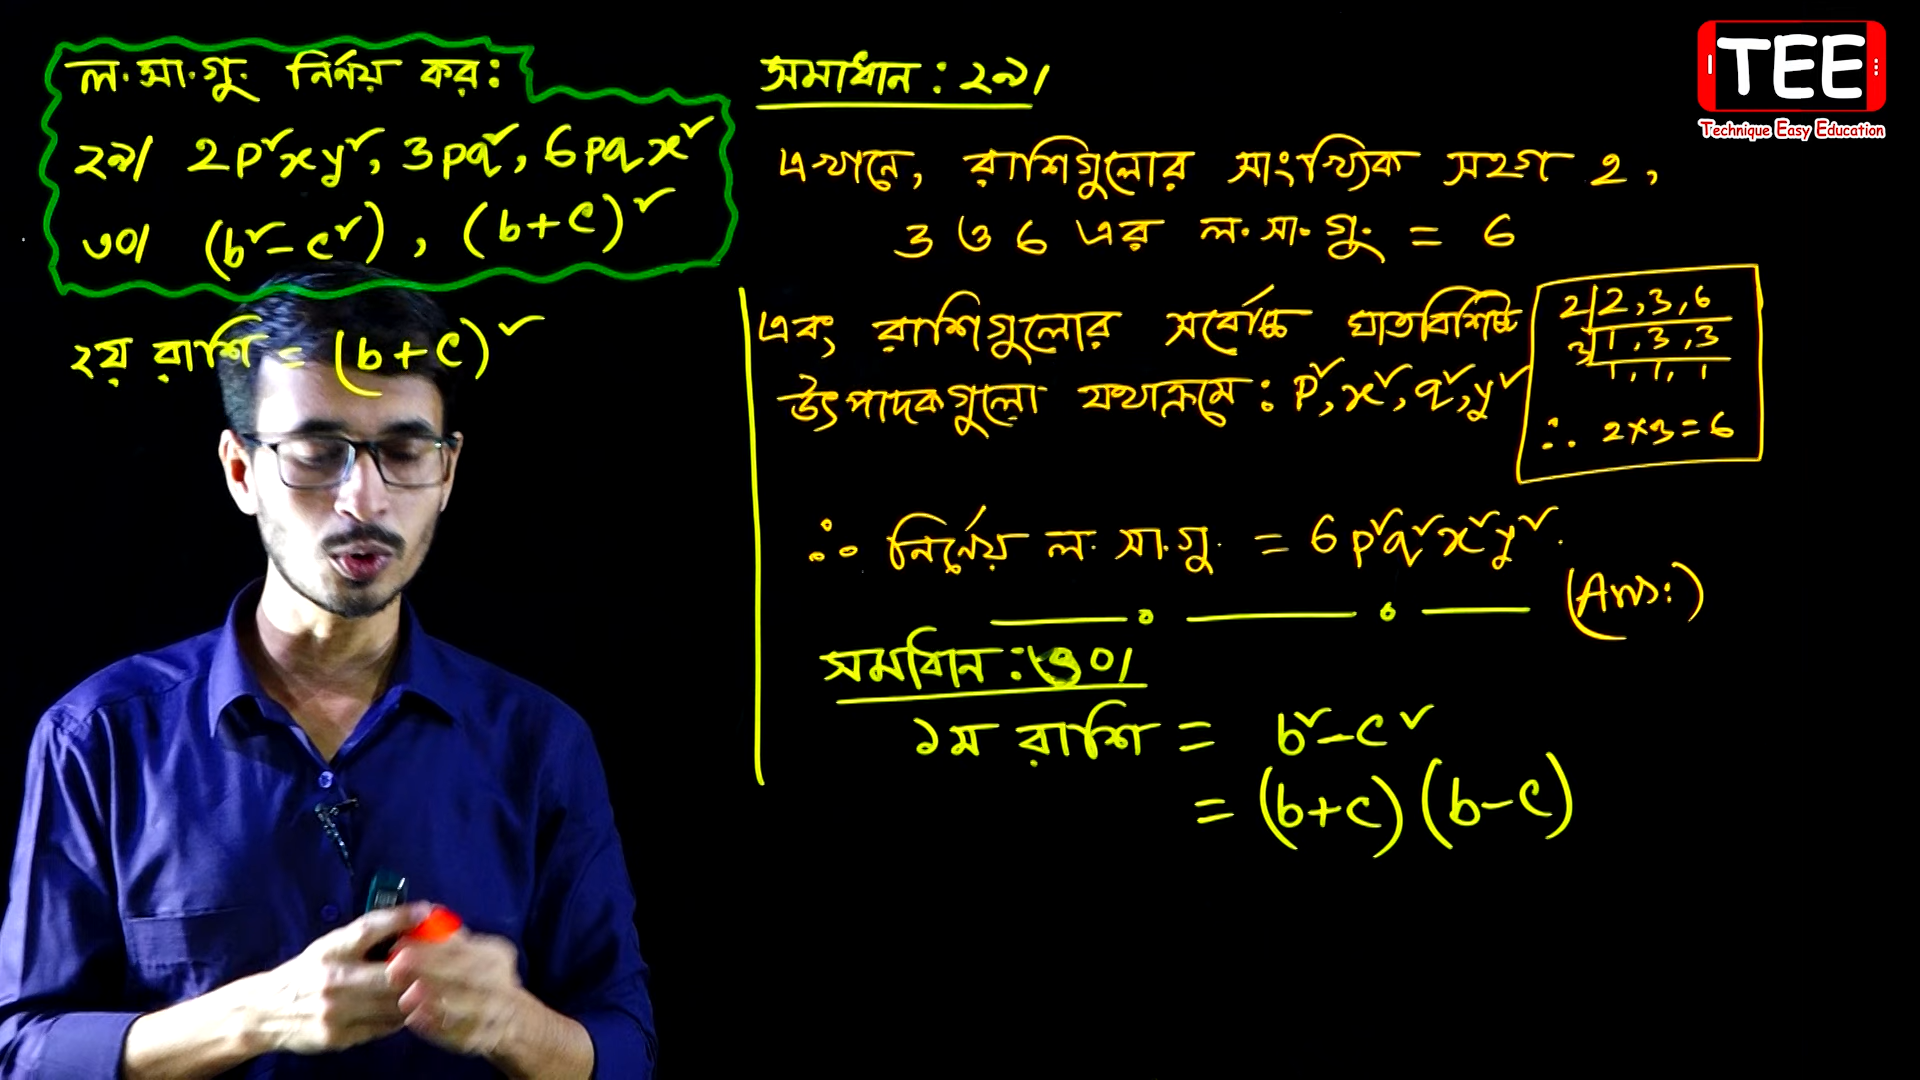 ল.সা.গু. নির্ণয় কর:
২৯। 2p²xy², 3pq², 6pqx²
৩০। (b²-c²), (b+c)²
২য় রাশি = (b+c)²
সমাধান: ২৯।
এখানে, রাশিগুলোর সাংখ্যিক সহগ 2,
3 ও 6 এর ল.সা.গু. = 6
এবং রাশিগুলোর সর্বোচ্চ ঘাতবিশিষ্ট
উৎপাদকগুলো যথাক্রমে: p², x², q², y²
2|2,3,6
3|1,3,3
1,1,1
∴ 2×3=6
∴ নির্ণেয় ল.সা.গু. = 6p²q²x²y².
(Ans:)
সমাধান: ৩০।
১ম রাশি = b²-c²
= (b+c)(b-c)
TEE
Technique Easy Education